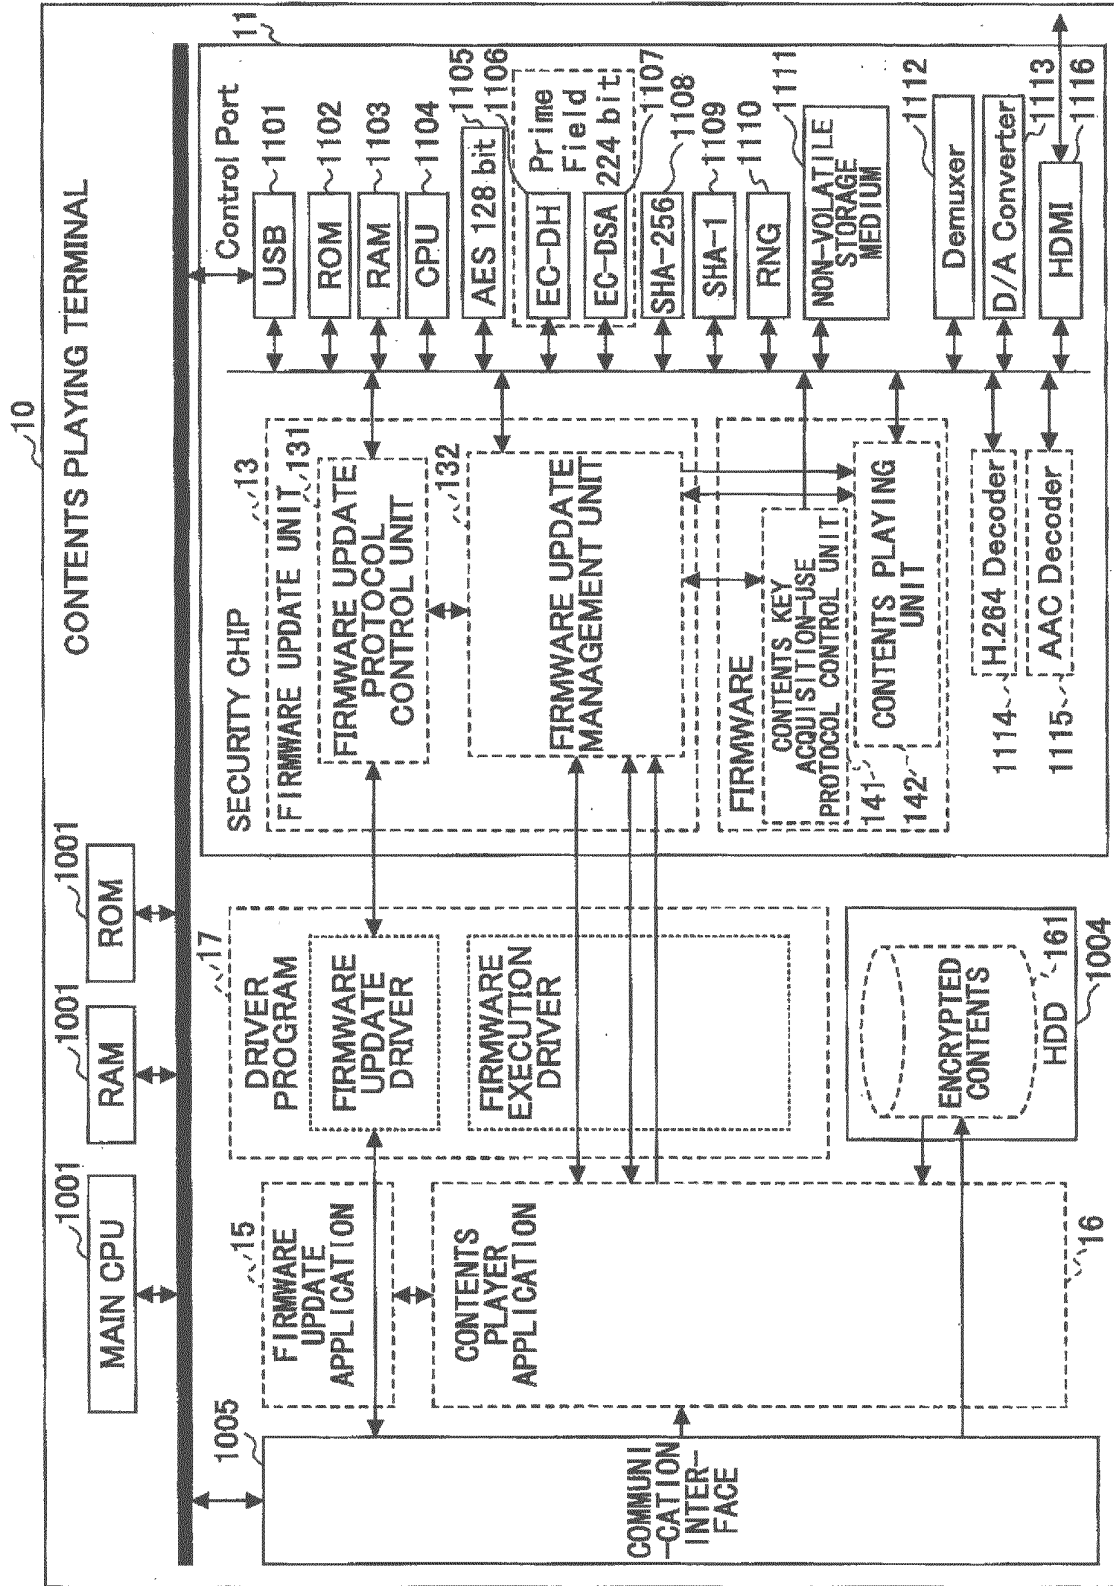 10
CONTENTS PLAYING TERMINAL
MAIN CPU
1001
RAM
1001
ROM
1001
1005
COMMUNI
-CATION
INTER-
FACE
15
FIRMWARE
UPDATE
APPLICATION
CONTENTS
PLAYER
APPLICATION
16
17
DRIVER
PROGRAM
FIRMWARE
UPDATE
DRIVER
FIRMWARE
EXECUTION
DRIVER
ENCRYPTED
CONTENTS
HDD
161
1004
11
SECURITY CHIP
13
FIRMWARE UPDATE UNIT
131
FIRMWARE UPDATE
PROTOCOL
CONTROL UNIT
132
FIRMWARE UPDATE
MANAGEMENT UNIT
FIRMWARE
CONTENTS KEY
ACQUISITION-USE
PROTOCOL CONTROL UNIT
141
CONTENTS PLAYING
UNIT
142
H.264 Decoder
1114
AAC Decoder
1115
Control Port
USB
1101
ROM
1102
RAM
1103
CPU
1104
AES 128 bit
1105
1106
EC-DH
Prime
Field
EC-DSA
224 bit
1107
SHA-256
1108
SHA-1
1109
RNG
1110
NON-VOLATILE
STORAGE
MEDIUM
1111
Demuxer
1112
D/A Converter
1113
HDMI
1116